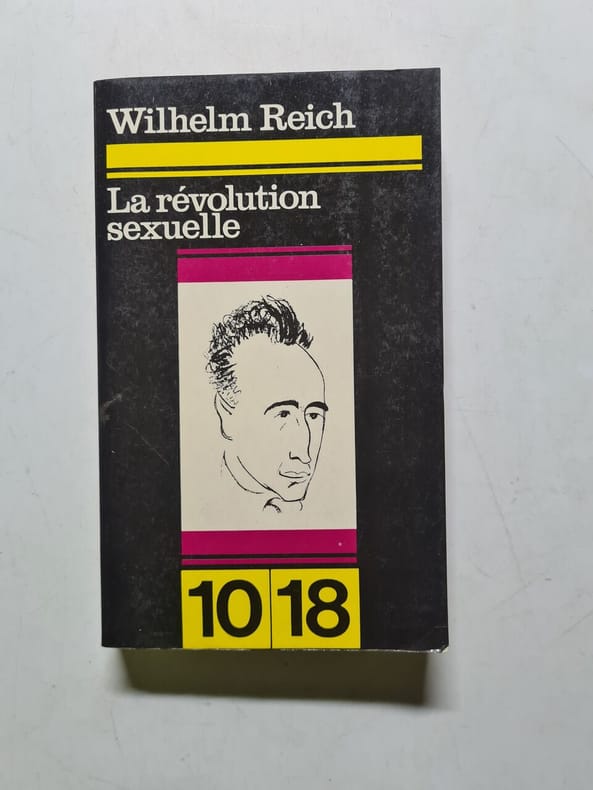 Wilhelm Reich
La révolution
sexuelle
10 18